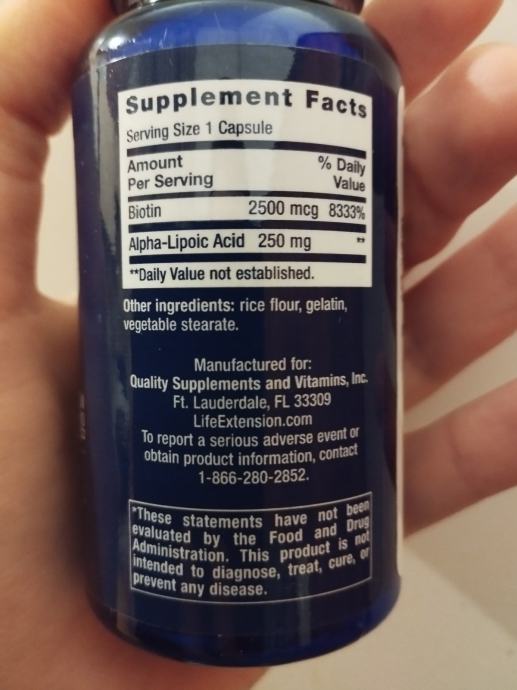 Supplement Facts
Serving Size 1 Capsule
Amount
Per Serving
% Daily
Value
Biotin 2500 mcg 8333%
Alpha-Lipoic Acid 250 mg **
**Daily Value not established.
Other ingredients: rice flour, gelatin,
vegetable stearate.
Manufactured for:
Quality Supplements and Vitamins, Inc.
Ft. Lauderdale, FL 33309
LifeExtension.com
To report a serious adverse event or
obtain product information, contact
1-866-280-2852.
*These statements have not been
evaluated by the Food and Drug
Administration. This product is not
intended to diagnose, treat, cure, or
prevent any disease.